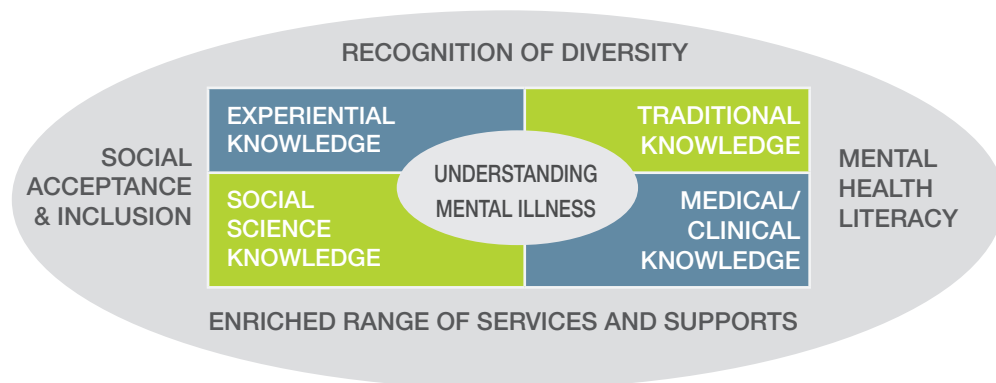 RECOGNITION OF DIVERSITY
EXPERIENTIAL
KNOWLEDGE
TRADITIONAL
KNOWLEDGE
SOCIAL
ACCEPTANCE
& INCLUSION
UNDERSTANDING
MENTAL ILLNESS
MENTAL
HEALTH
LITERACY
SOCIAL
SCIENCE
KNOWLEDGE
MEDICAL/
CLINICAL
KNOWLEDGE
ENRICHED RANGE OF SERVICES AND SUPPORTS